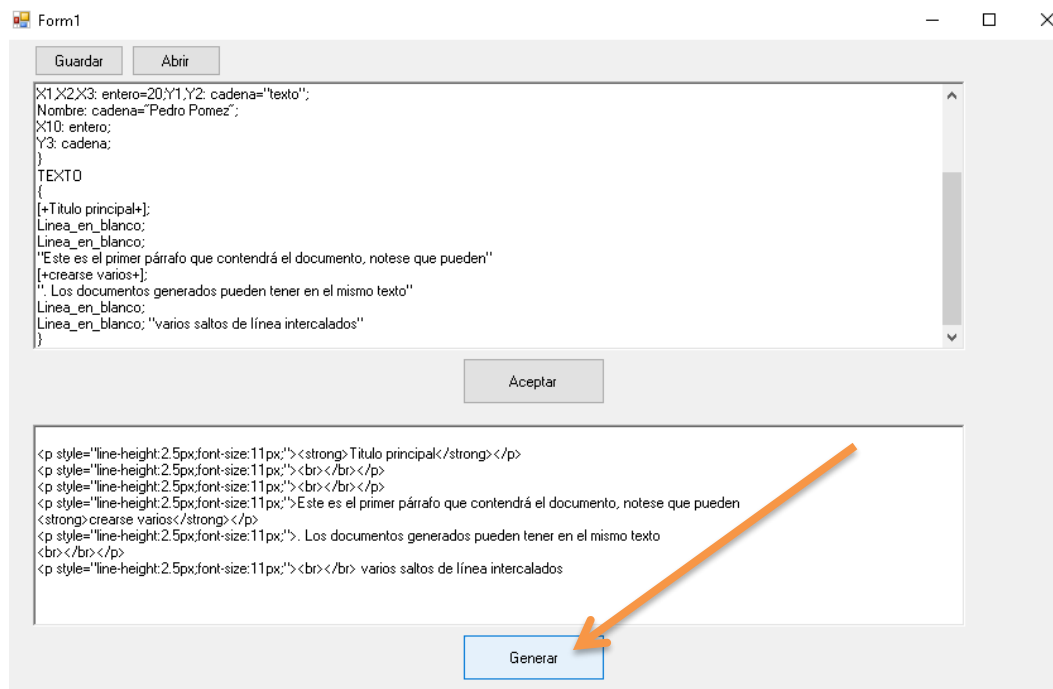 Form1
Guardar Abrir
X1,X2,X3: entero=20;Y1,Y2: cadena="texto";
Nombre: cadena=˝Pedro Pomez˝;
X10: entero;
Y3: cadena;
}
TEXTO
{
[+Titulo principal+];
Linea_en_blanco;
Linea_en_blanco;
"Este es el primer párrafo que contendrá el documento, notese que pueden"
[+crearse varios+];
". Los documentos generados pueden tener en el mismo texto"
Linea_en_blanco;
Linea_en_blanco; "varios saltos de línea intercalados"
}
Aceptar
<p style="line-height:2.5px;font-size:11px;"><strong>Titulo principal</strong></p>
<p style="line-height:2.5px;font-size:11px;"><br></br></p>
<p style="line-height:2.5px;font-size:11px;"><br></br></p>
<p style="line-height:2.5px;font-size:11px;">Este es el primer párrafo que contendrá el documento, notese que pueden
<strong>crearse varios</strong></p>
<p style="line-height:2.5px;font-size:11px;">. Los documentos generados pueden tener en el mismo texto
<br></br></p>
<p style="line-height:2.5px;font-size:11px;"><br></br> varios saltos de línea intercalados
Generar